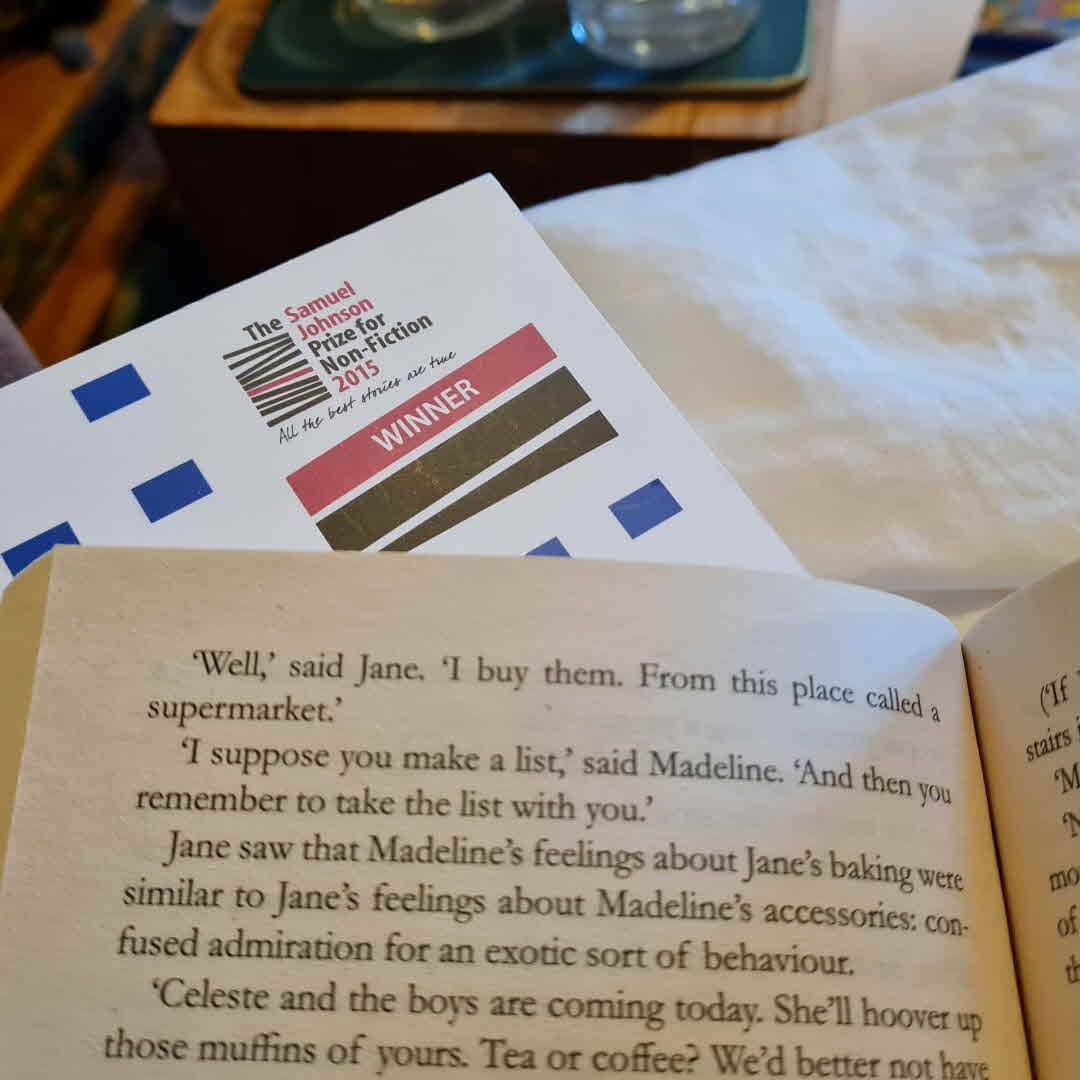 The Samuel
Johnson
Prize for
Non-Fiction
2015
All the best stories are true
WINNER
‘Well,’ said Jane. ‘I buy them. From this place called a
supermarket.’
‘I suppose you make a list,’ said Madeline. ‘And then you
remember to take the list with you.’
Jane saw that Madeline’s feelings about Jane’s baking were
similar to Jane’s feelings about Madeline’s accessories: con-
fused admiration for an exotic sort of behaviour.
‘Celeste and the boys are coming today. She’ll hoover up
those muffins of yours. Tea or coffee? We’d better not have
(‘If
stairs
of